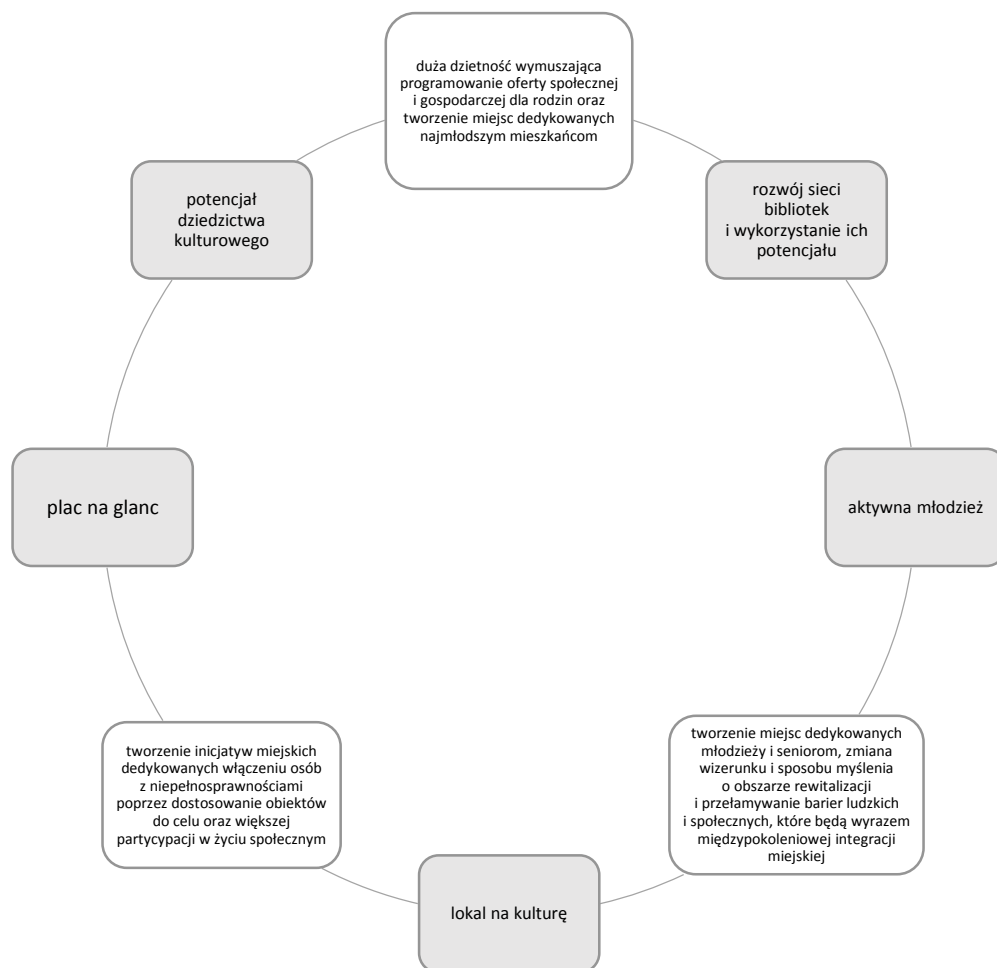 duża dzietność wymuszająca
programowanie oferty społecznej
i gospodarczej dla rodzin oraz
tworzenie miejsc dedykowanych
najmłodszym mieszkańcom
rozwój sieci
bibliotek
i wykorzystanie ich
potencjału
aktywna młodzież
tworzenie miejsc dedykowanych
młodzieży i seniorom, zmiana
wizerunku i sposobu myślenia
o obszarze rewitalizacji
i przełamywanie barier ludzkich
i społecznych, które będą wyrazem
międzypokoleniowej integracji
miejskiej
lokal na kulturę
tworzenie inicjatyw miejskich
dedykowanych włączeniu osób
z niepełnosprawnościami
poprzez dostosowanie obiektów
do celu oraz większej
partycypacji w życiu społecznym
plac na glanc
potencjał
dziedzictwa
kulturowego